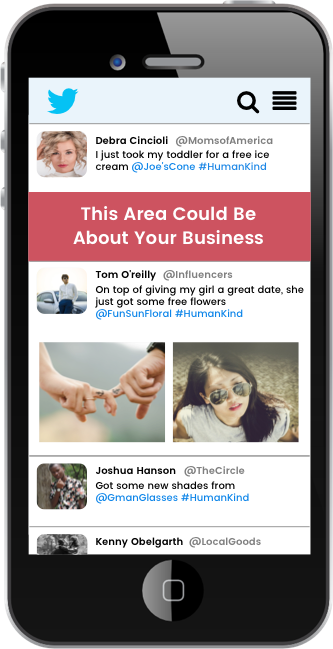 Debra Cincioli @MomsofAmerica
I just took my toddler for a free ice
cream @Joe'sCone #HumanKind
This Area Could Be
About Your Business
Tom O'reilly @Influencers
On top of giving my girl a great date, she
just got some free flowers
@FunSunFloral #HumanKind
Joshua Hanson @TheCircle
Got some new shades from
@GmanGlasses #HumanKind
Kenny Obelgarth @LocalGoods